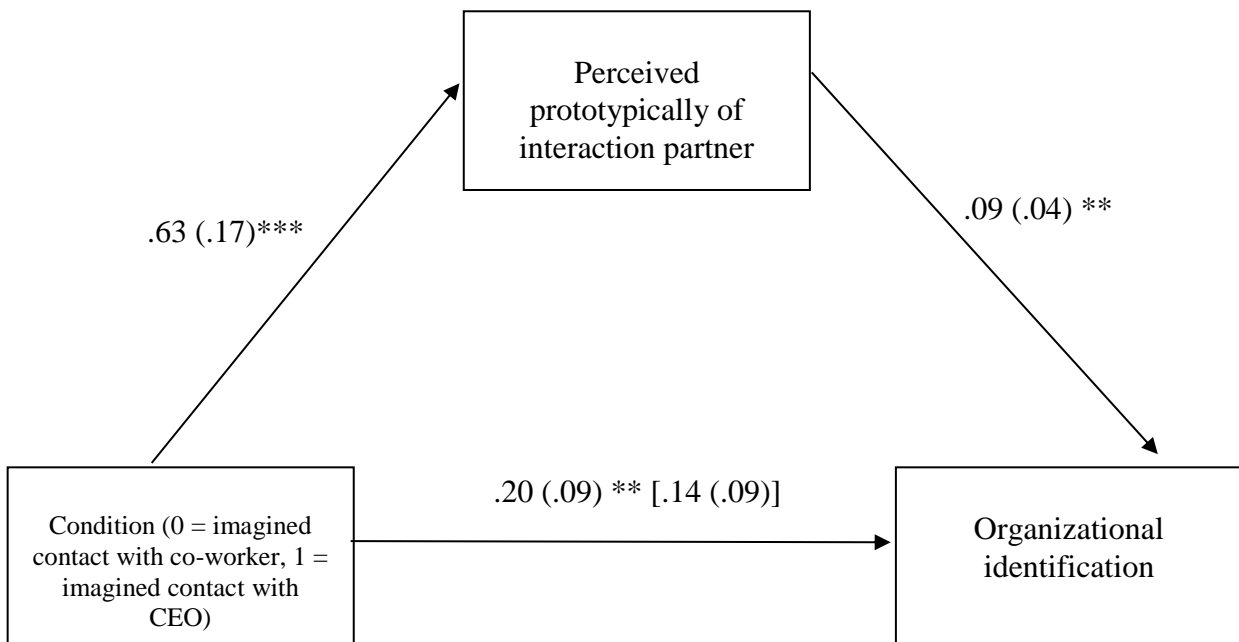 Perceived
prototypically of
interaction partner
.63 (.17)***
.09 (.04) **
.20 (.09) ** [.14 (.09)]
Condition (0 = imagined
contact with co-worker, 1 =
imagined contact with
CEO)
Organizational
identification